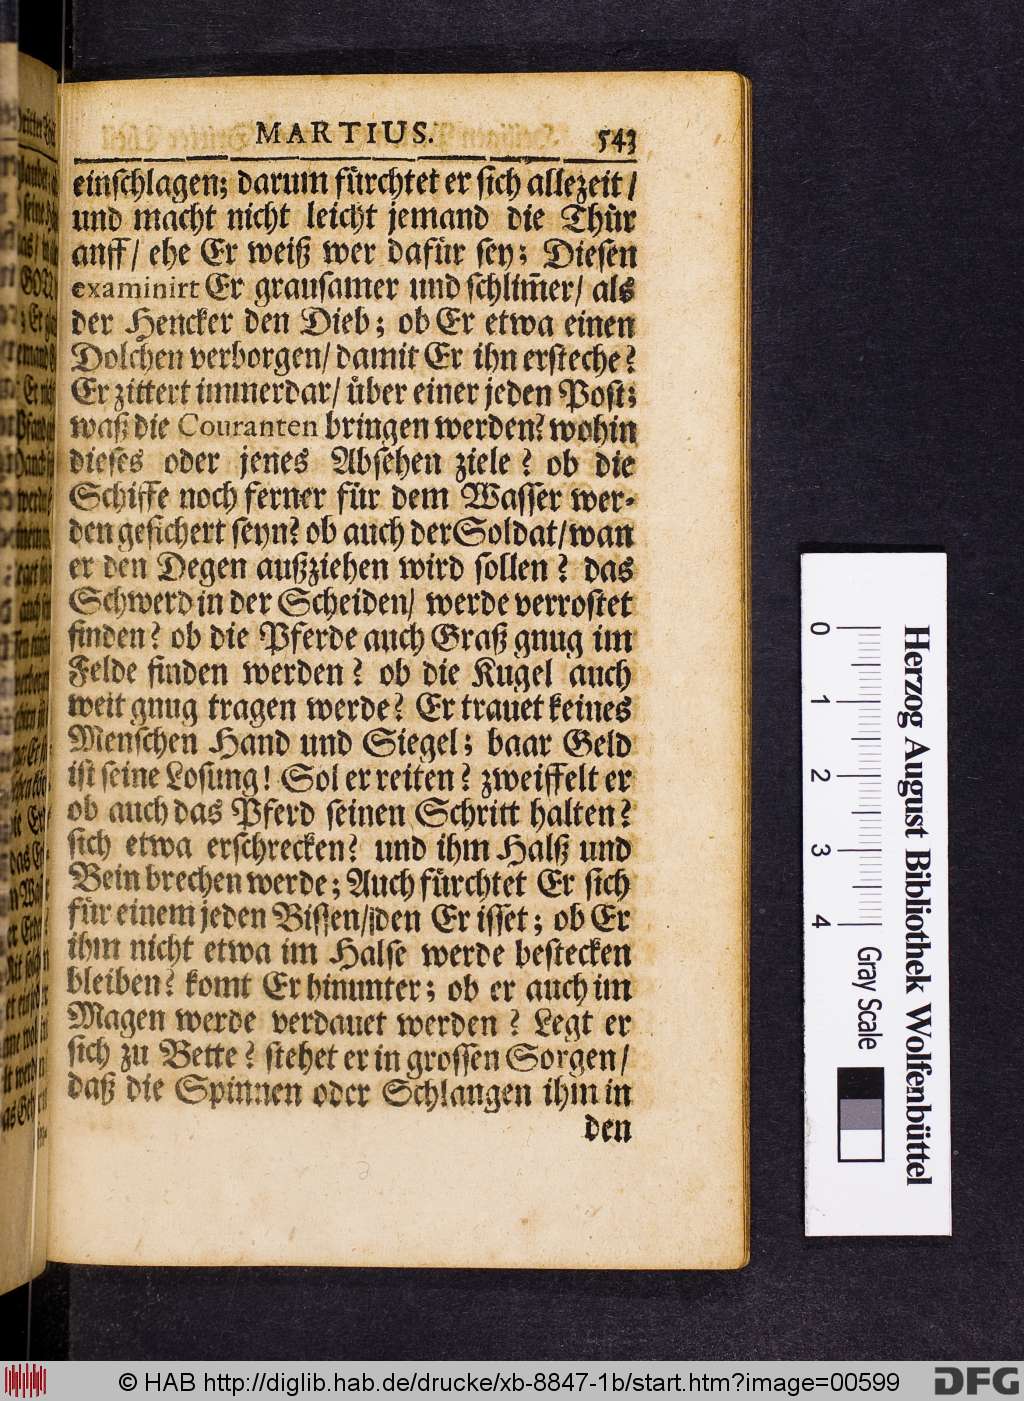 MARTIUS. 543
einschlagen; darum fürchtet er sich allezeit /
und macht nicht leicht jemand die Thür
auff / ehe Er weiß wer dafür sey; Diesen
examinirt Er grausamer und schlim̃er / als
der Hencker den Dieb; ob Er etwa einen
Dolchen verborgen / damit Er ihn ersteche?
Er zittert immerdar / über einer jeden Post;
waß die Couranten bringen werden? wohin
dieses oder jenes Absehen ziele? ob die
Schiffe noch ferner für dem Wasser wer-
den gesichert seyn? ob auch der Soldat / wan
er den Degen außziehen wird sollen? das
Schwerd in der Scheiden / werde verrostet
finden? ob die Pferde auch Graß gnug im
Felde finden werden? ob die Kugel auch
weit gnug tragen werde? Er trauet keines
Menschen Hand und Siegel; baar Geld
ist seine Losung! Sol er reiten? zweiffelt er
ob auch das Pferd seinen Schritt halten?
sich etwa erschrecken? und ihm Halß und
Bein brechen werde; Auch fürchtet Er sich
für einem jeden Bissen / den Er isset; ob Er
ihm nicht etwa im Halse werde bestecken
bleiben? komt Er hinunter; ob er auch im
Magen werde verdauet werden? Legt er
sich zu Bette? stehet er in grossen Sorgen /
daß die Spinnen oder Schlangen ihm in
den
0 1 2 3 4
Gray Scale
Herzog August Bibliothek Wolfenbüttel
© HAB http://diglib.hab.de/drucke/xb-8847-1b/start.htm?image=00599
DFG